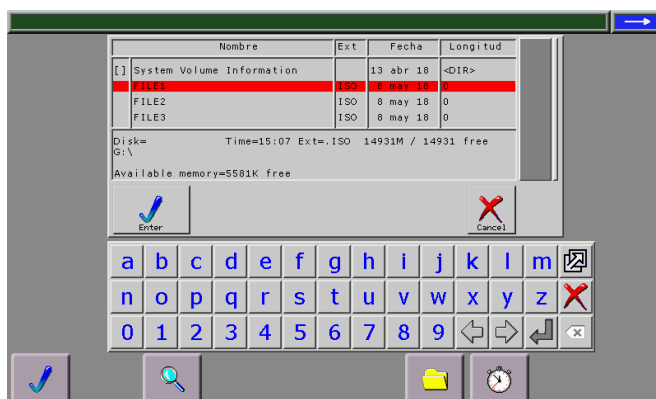 Nombre Ext Fecha Longitud
[] System Volume Information 13 abr 18 <DIR>
FILE1 ISO 8 may 18 0
FILE2 ISO 8 may 18 0
FILE3 ISO 8 may 18 0
Disk= Time=15:07 Ext=.ISO 14931M / 14931 free
G:\
Available memory=5581K free
Enter Cancel
a b c d e f g h i j k l m
n o p q r s t u v w x y z
0 1 2 3 4 5 6 7 8 9